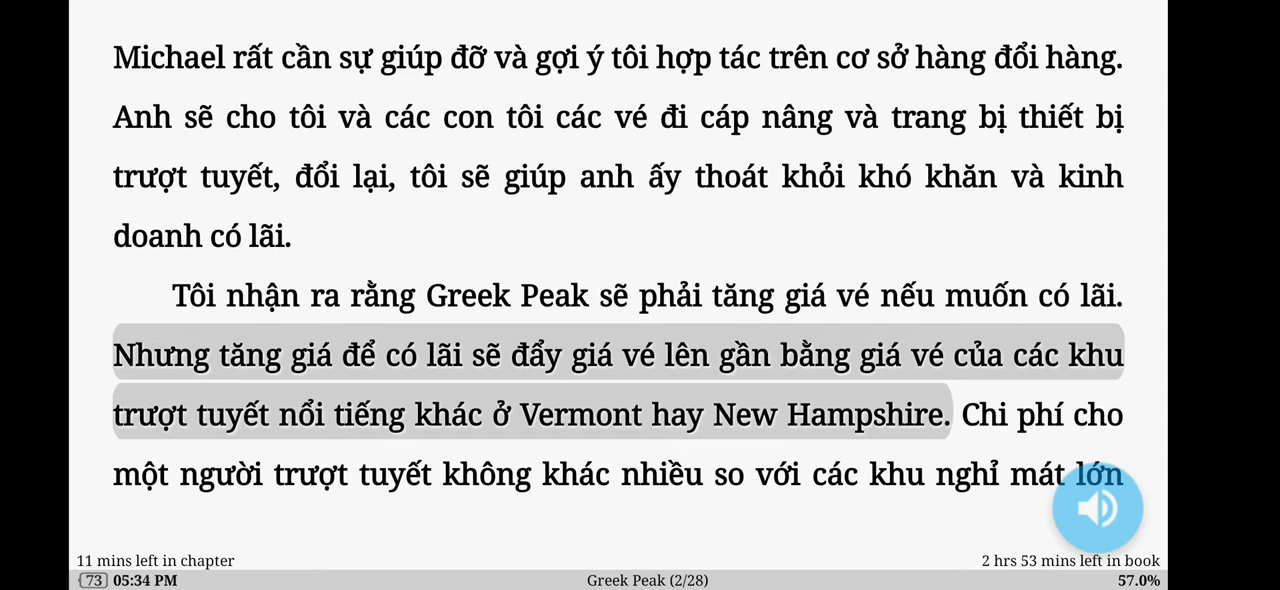 Michael rất cần sự giúp đỡ và gợi ý tôi hợp tác trên cơ sở hàng đổi hàng.
Anh sẽ cho tôi và các con tôi các vé đi cáp nâng và trang bị thiết bị
trượt tuyết, đổi lại, tôi sẽ giúp anh ấy thoát khỏi khó khăn và kinh
doanh có lãi.
Tôi nhận ra rằng Greek Peak sẽ phải tăng giá vé nếu muốn có lãi.
Nhưng tăng giá để có lãi sẽ đẩy giá vé lên gần bằng giá vé của các khu
trượt tuyết nổi tiếng khác ở Vermont hay New Hampshire. Chi phí cho
một người trượt tuyết không khác nhiều so với các khu nghỉ mát lớn
11 mins left in chapter 2 hrs 53 mins left in book
73 05:34 PM Greek Peak (2/28) 57.0%